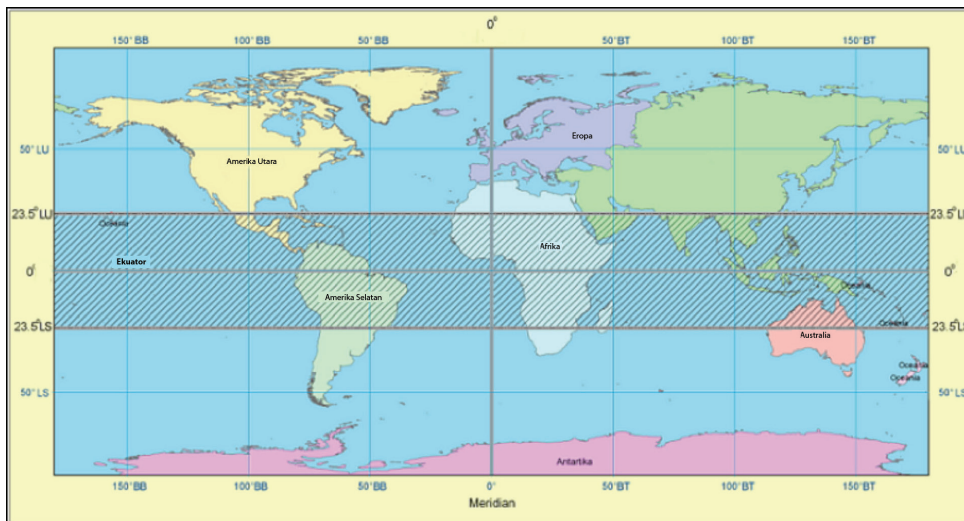 0°
150° BB 100° BB 50° BB 50° BT 100° BT 150° BT
Eropa
50° LU Amerika Utara 50° LU
23.5° LU 23.5° LU
Oceania
Afrika
Ekuator
0° 0°
Oceania
Amerika Selatan
Oceania
23.5° LS 23.5° LS
Australia
Oceania
Oceania
50° LS 50° LS
Antartika
150° BB 100° BB 50° BB 0° 50° BT 100° BT 150° BT
Meridian